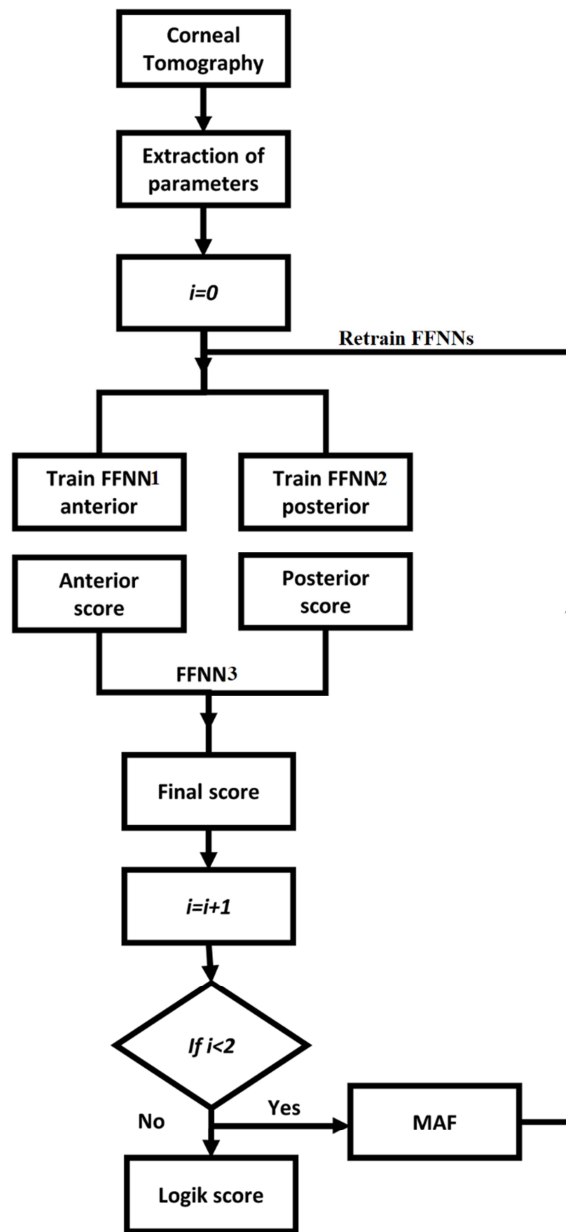 Corneal
Tomography
Extraction of
parameters
i=0
Retrain FFNNs
Train FFNN1
anterior
Train FFNN2
posterior
Anterior
score
Posterior
score
FFNN3
Final score
i=i+1
If i<2
No
Yes
MAF
Logik score